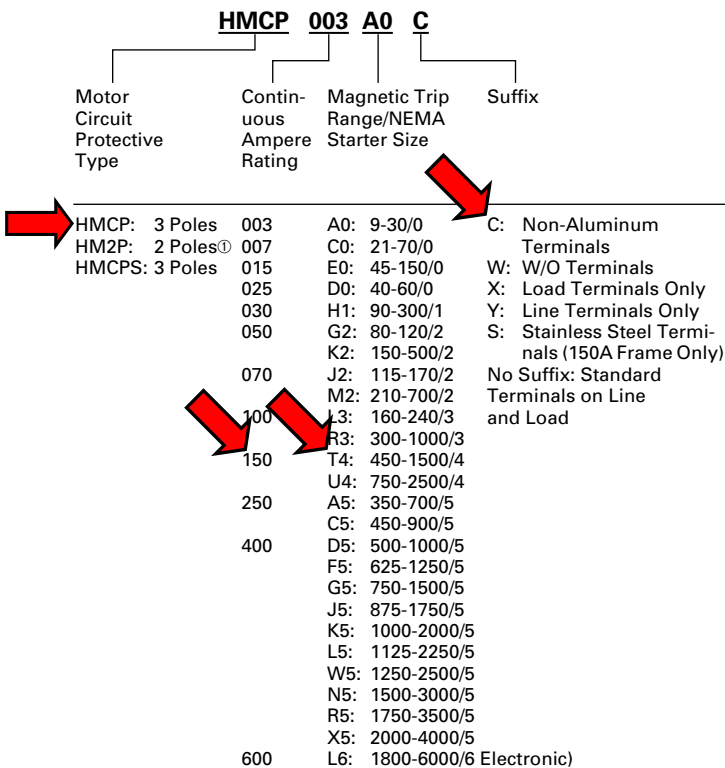 HMCP 003 A0 C
Motor Circuit Protective Type
Contin-
uous
Ampere
Rating
Magnetic Trip
Range/NEMA
Starter Size
Suffix
HMCP: 3 Poles
HM2P: 2 Poles①
HMCPS: 3 Poles
003
007
015
025
030
050
070
100
150
250
400
600
A0: 9-30/0
C0: 21-70/0
E0: 45-150/0
D0: 40-60/0
H1: 90-300/1
G2: 80-120/2
K2: 150-500/2
J2: 115-170/2
M2: 210-700/2
L3: 160-240/3
R3: 300-1000/3
T4: 450-1500/4
U4: 750-2500/4
A5: 350-700/5
C5: 450-900/5
D5: 500-1000/5
F5: 625-1250/5
G5: 750-1500/5
J5: 875-1750/5
K5: 1000-2000/5
L5: 1125-2250/5
W5: 1250-2500/5
N5: 1500-3000/5
R5: 1750-3500/5
X5: 2000-4000/5
L6: 1800-6000/6 Electronic)
C: Non-Aluminum
Terminals
W: W/O Terminals
X: Load Terminals Only
Y: Line Terminals Only
S: Stainless Steel Termi-
nals (150A Frame Only)
No Suffix: Standard
Terminals on Line
and Load